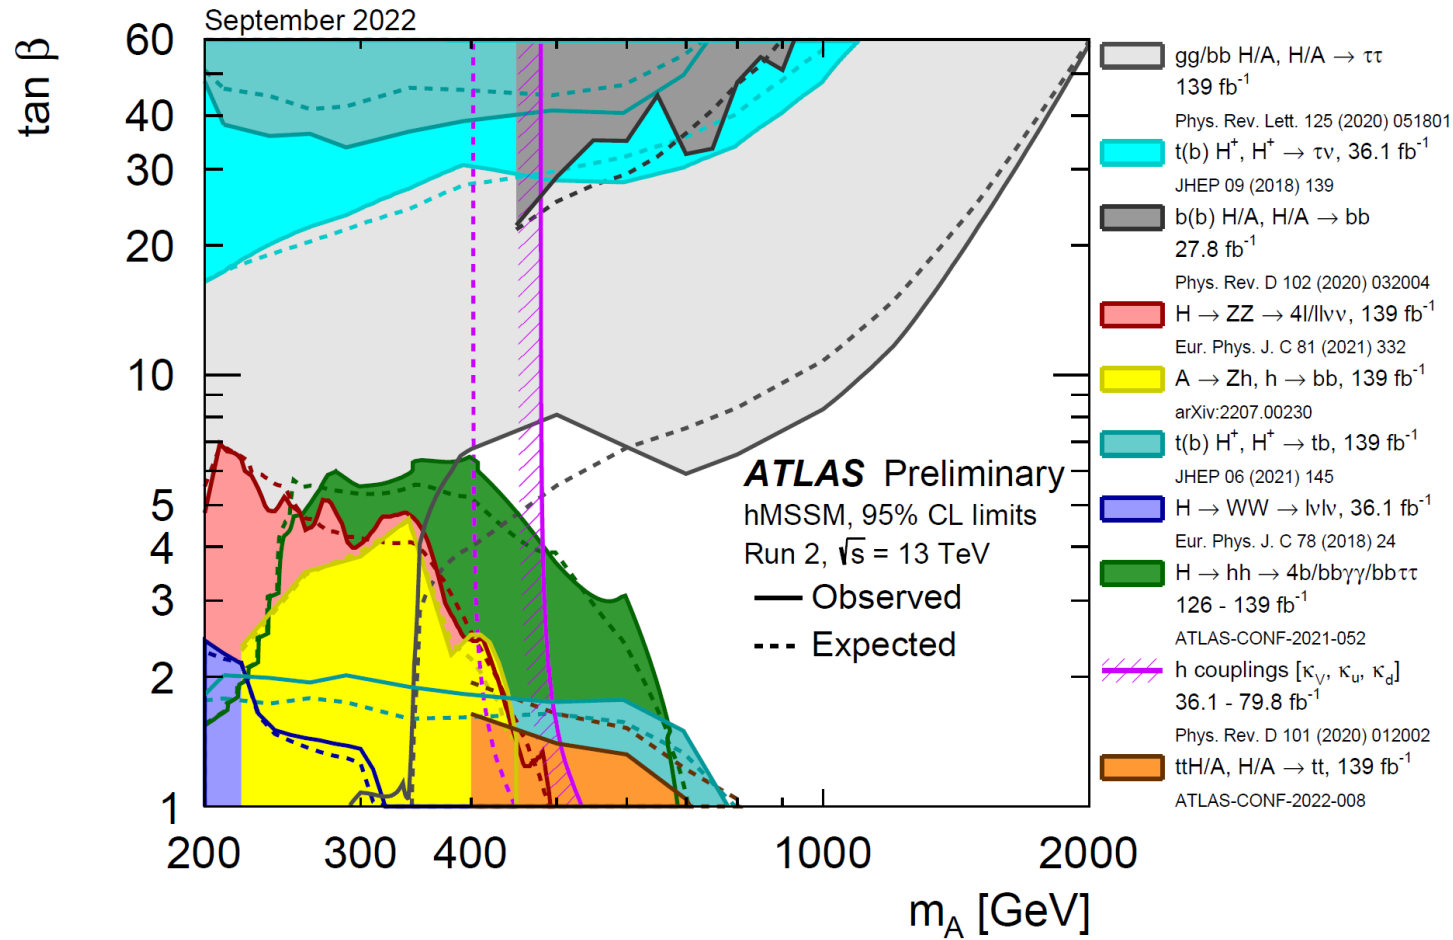 September 2022
tan β
60
50
40
30
20
10
5
4
3
2
1
200
300
400
1000
2000
m_A [GeV]
ATLAS Preliminary
hMSSM, 95% CL limits
Run 2, √s = 13 TeV
Observed
Expected
gg/bb H/A, H/A → ττ
139 fb⁻¹
Phys. Rev. Lett. 125 (2020) 051801
t(b) H⁺, H⁺ → τν, 36.1 fb⁻¹
JHEP 09 (2018) 139
b(b) H/A, H/A → bb
27.8 fb⁻¹
Phys. Rev. D 102 (2020) 032004
H → ZZ → 4l/llνν, 139 fb⁻¹
Eur. Phys. J. C 81 (2021) 332
A → Zh, h → bb, 139 fb⁻¹
arXiv:2207.00230
t(b) H⁺, H⁺ → tb, 139 fb⁻¹
JHEP 06 (2021) 145
H → WW → lνlν, 36.1 fb⁻¹
Eur. Phys. J. C 78 (2018) 24
H → hh → 4b/bbγγ/bbττ
126 - 139 fb⁻¹
ATLAS-CONF-2021-052
h couplings [κ_V, κ_u, κ_d]
36.1 - 79.8 fb⁻¹
Phys. Rev. D 101 (2020) 012002
ttH/A, H/A → tt, 139 fb⁻¹
ATLAS-CONF-2022-008